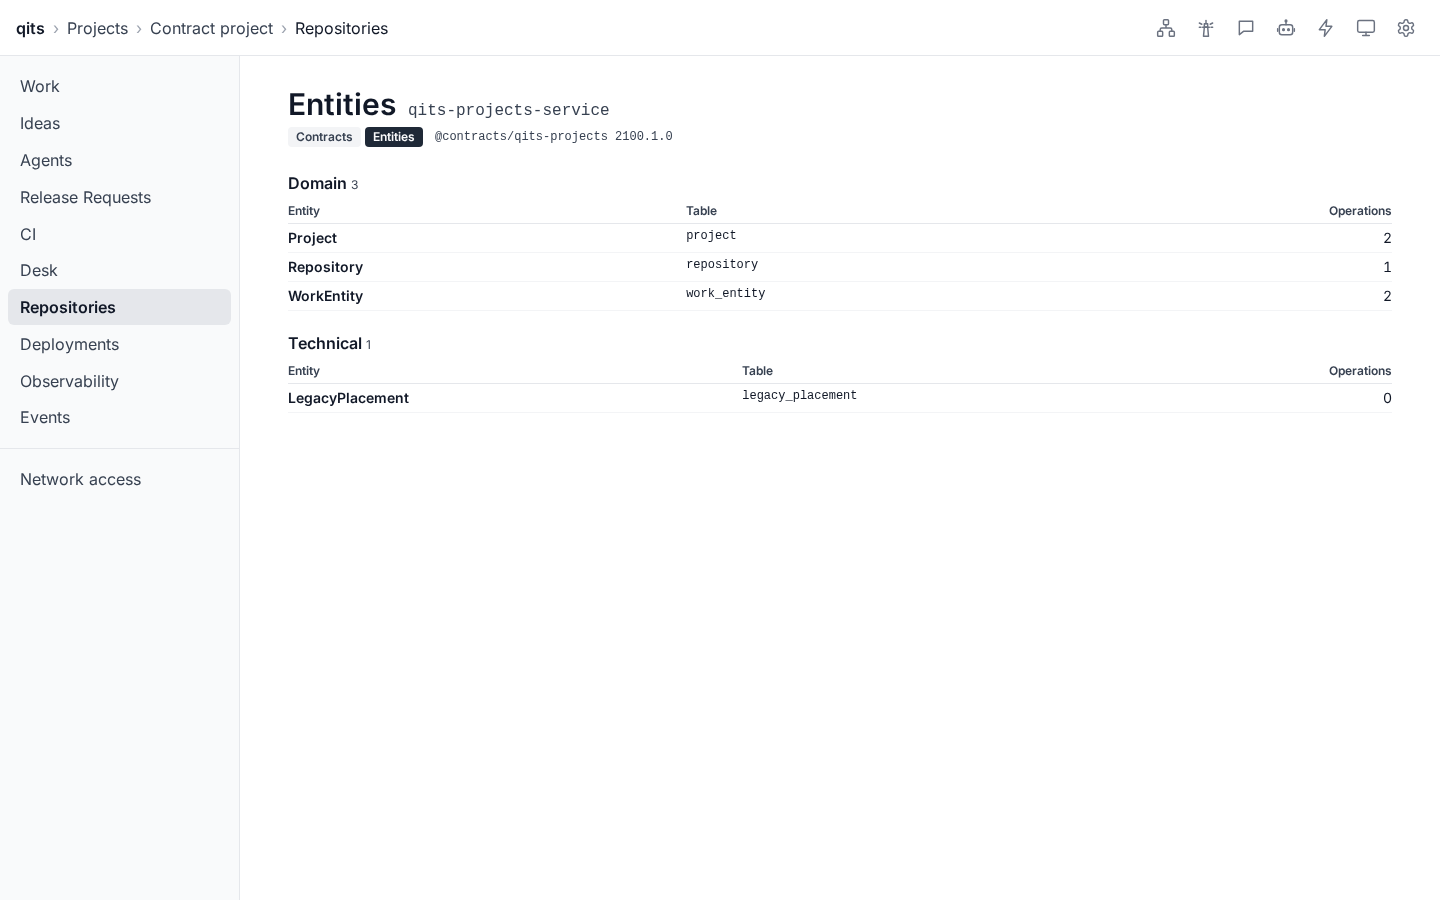 qits › Projects › Contract project › Repositories
Work
Ideas
Agents
Release Requests
CI
Desk
Repositories
Deployments
Observability
Events
Network access
Entities qits-projects-service
Contracts Entities @contracts/qits-projects 2100.1.0
Domain 3
Entity Table Operations
Project project 2
Repository repository 1
WorkEntity work_entity 2
Technical 1
Entity Table Operations
LegacyPlacement legacy_placement 0